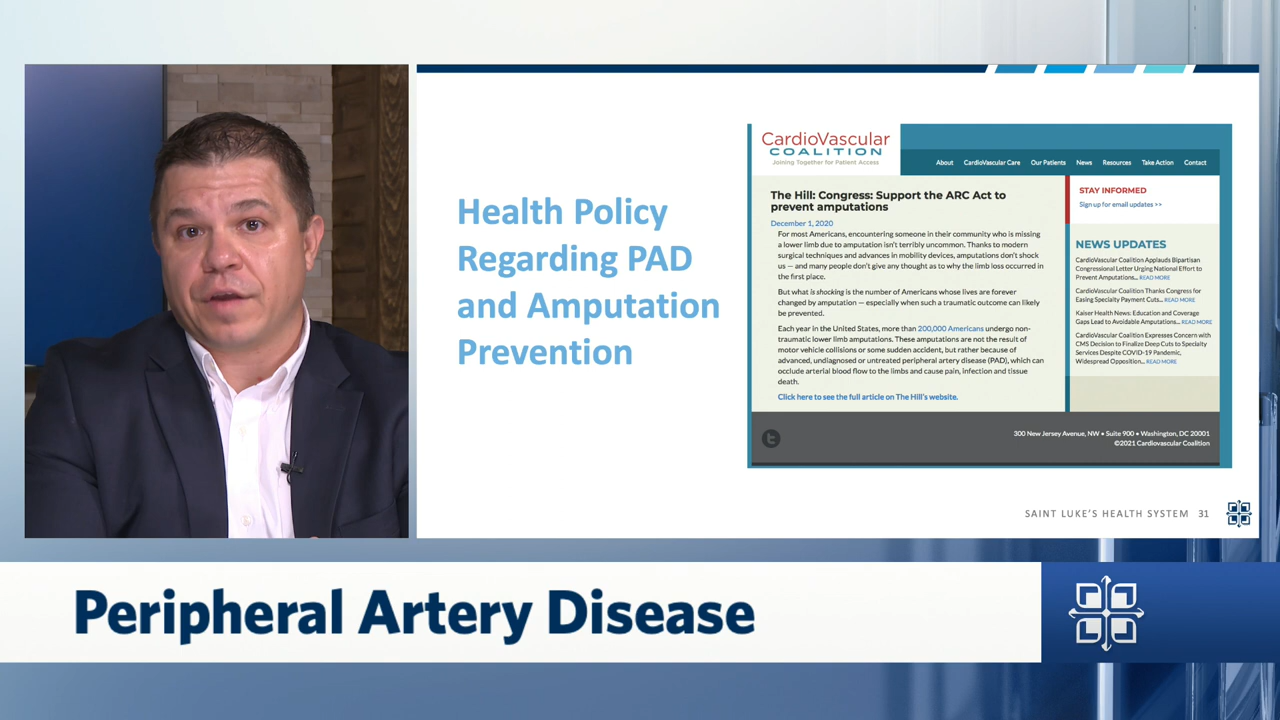 Health Policy
Regarding PAD
and Amputation
Prevention
CardioVascular
COALITION
Joining Together for Patient Access
About
CardioVascular Care
Our Patients
News
Resources
Take Action
Contact
The Hill: Congress: Support the ARC Act to
prevent amputations
December 1, 2020
For most Americans, encountering someone in their community who is missing
a lower limb due to amputation isn't terribly uncommon. Thanks to modern
surgical techniques and advances in mobility devices, amputations don't shock
us — and many people don't give any thought as to why the limb loss occurred in
the first place.
But what is shocking is the number of Americans whose lives are forever
changed by amputation — especially when such a traumatic outcome can likely
be prevented.
Each year in the United States, more than 200,000 Americans undergo non-
traumatic lower limb amputations. These amputations are not the result of
motor vehicle collisions or some sudden accident, but rather because of
advanced, undiagnosed or untreated peripheral artery disease (PAD), which can
occlude arterial blood flow to the limbs and cause pain, infection and tissue
death.
Click here to see the full article on The Hill's website.
STAY INFORMED
Sign up for email updates >>
NEWS UPDATES
CardioVascular Coalition Applauds Bipartisan
Congressional Letter Urging National Effort to
Prevent Amputations... READ MORE
CardioVascular Coalition Thanks Congress for
Easing Specialty Payment Cuts... READ MORE
Kaiser Health News: Education and Coverage
Gaps Lead to Avoidable Amputations... READ MORE
CardioVascular Coalition Expresses Concern with
CMS Decision to Finalize Deep Cuts to Specialty
Services Despite COVID-19 Pandemic,
Widespread Opposition... READ MORE
300 New Jersey Avenue, NW • Suite 900 • Washington, DC 20001
©2021 Cardiovascular Coalition
SAINT LUKE'S HEALTH SYSTEM 31
Peripheral Artery Disease